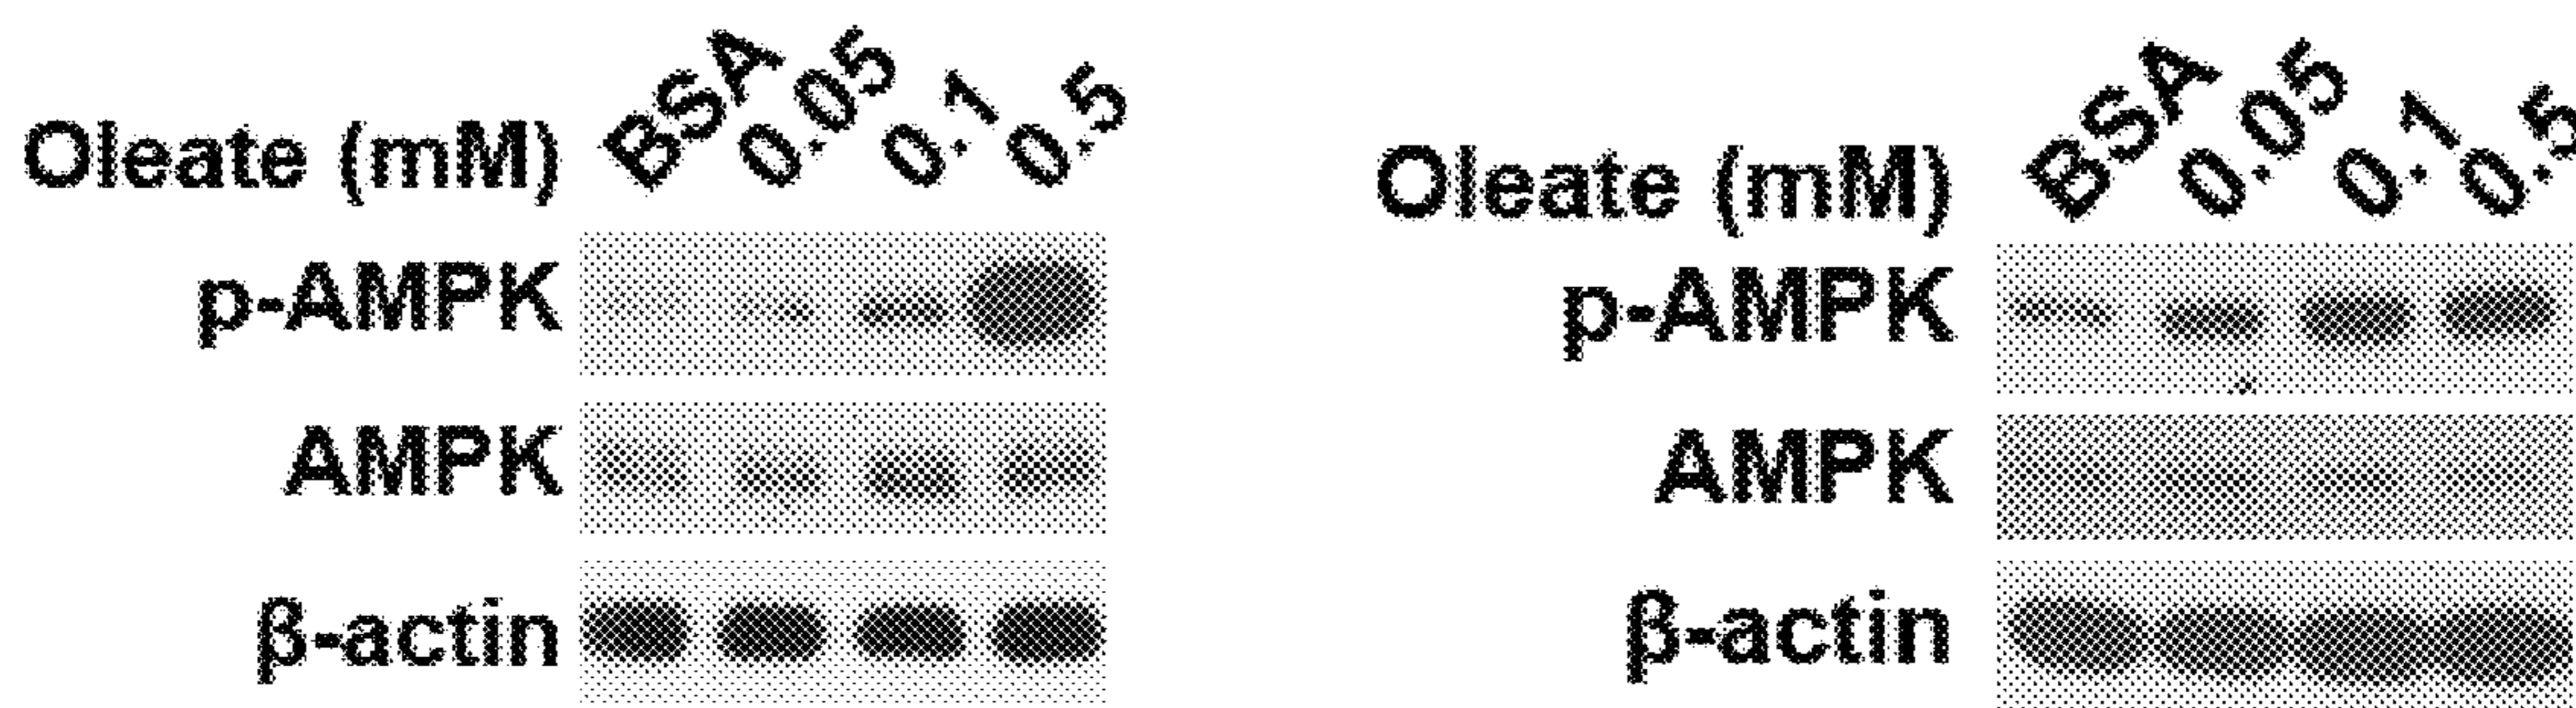 Oleate (mM) BSA 0.05 0.1 0.5
p-AMPK
AMPK
β-actin
Oleate (mM) BSA 0.05 0.1 0.5
p-AMPK
AMPK
β-actin